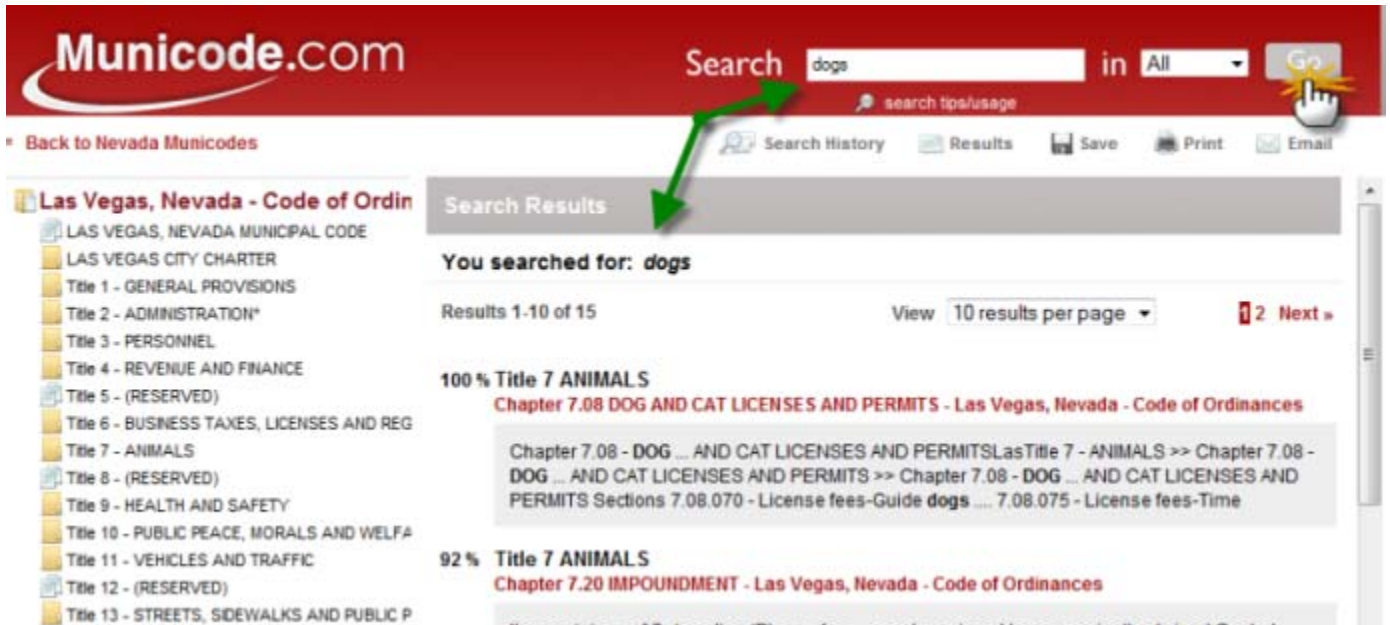 Municode.com
Search dogs in All Go
search tips/usage
Back to Nevada Municodes
Search History Results Save Print Email
Las Vegas, Nevada - Code of Ordin
LAS VEGAS, NEVADA MUNICIPAL CODE
LAS VEGAS CITY CHARTER
Title 1 - GENERAL PROVISIONS
Title 2 - ADMINISTRATION*
Title 3 - PERSONNEL
Title 4 - REVENUE AND FINANCE
Title 5 - (RESERVED)
Title 6 - BUSINESS TAXES, LICENSES AND REG
Title 7 - ANIMALS
Title 8 - (RESERVED)
Title 9 - HEALTH AND SAFETY
Title 10 - PUBLIC PEACE, MORALS AND WELFA
Title 11 - VEHICLES AND TRAFFIC
Title 12 - (RESERVED)
Title 13 - STREETS, SIDEWALKS AND PUBLIC P
Search Results
You searched for: dogs
Results 1-10 of 15
View 10 results per page 1 2 Next »
100 % Title 7 ANIMALS
Chapter 7.08 DOG AND CAT LICENSES AND PERMITS - Las Vegas, Nevada - Code of Ordinances
Chapter 7.08 - DOG ... AND CAT LICENSES AND PERMITSLasTitle 7 - ANIMALS >> Chapter 7.08 -
DOG ... AND CAT LICENSES AND PERMITS >> Chapter 7.08 - DOG ... AND CAT LICENSES AND
PERMITS Sections 7.08.070 - License fees-Guide dogs .... 7.08.075 - License fees-Time
92 % Title 7 ANIMALS
Chapter 7.20 IMPOUNDMENT - Las Vegas, Nevada - Code of Ordinances